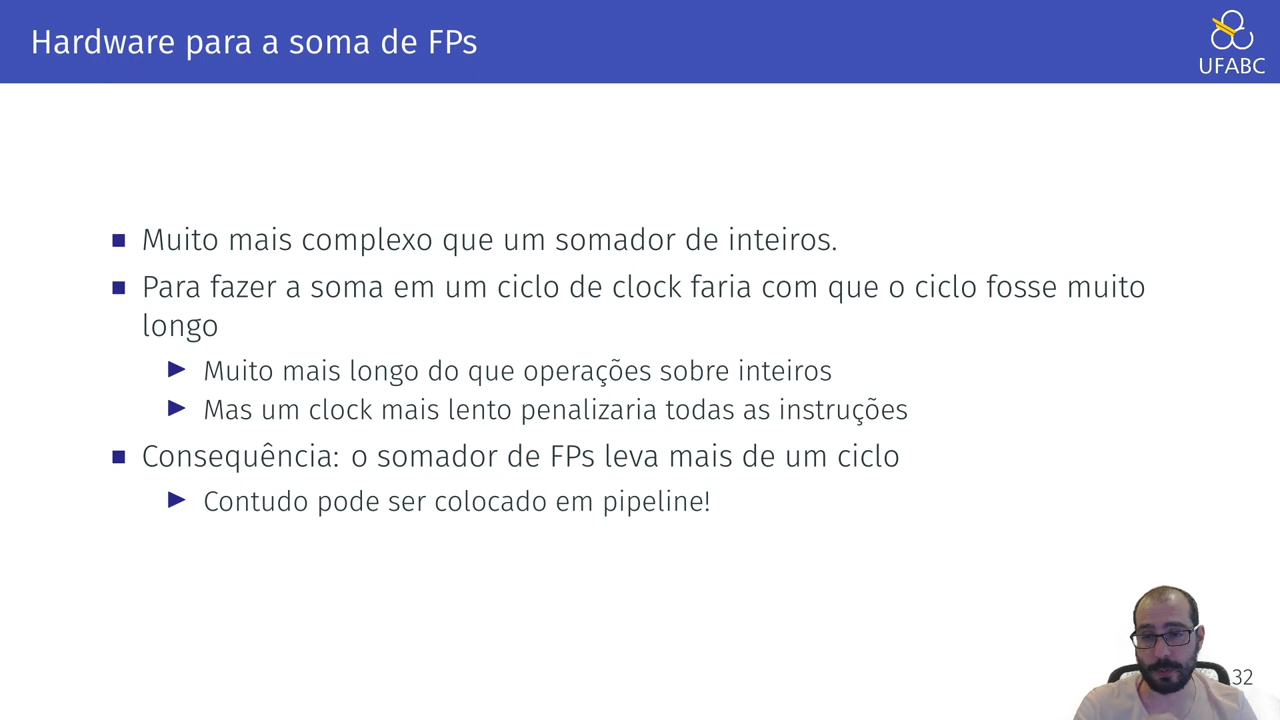 Hardware para a soma de FPs
UFABC
Muito mais complexo que um somador de inteiros.
Para fazer a soma em um ciclo de clock faria com que o ciclo fosse muito
longo
Muito mais longo do que operações sobre inteiros
Mas um clock mais lento penalizaria todas as instruções
Consequência: o somador de FPs leva mais de um ciclo
Contudo pode ser colocado em pipeline!
32